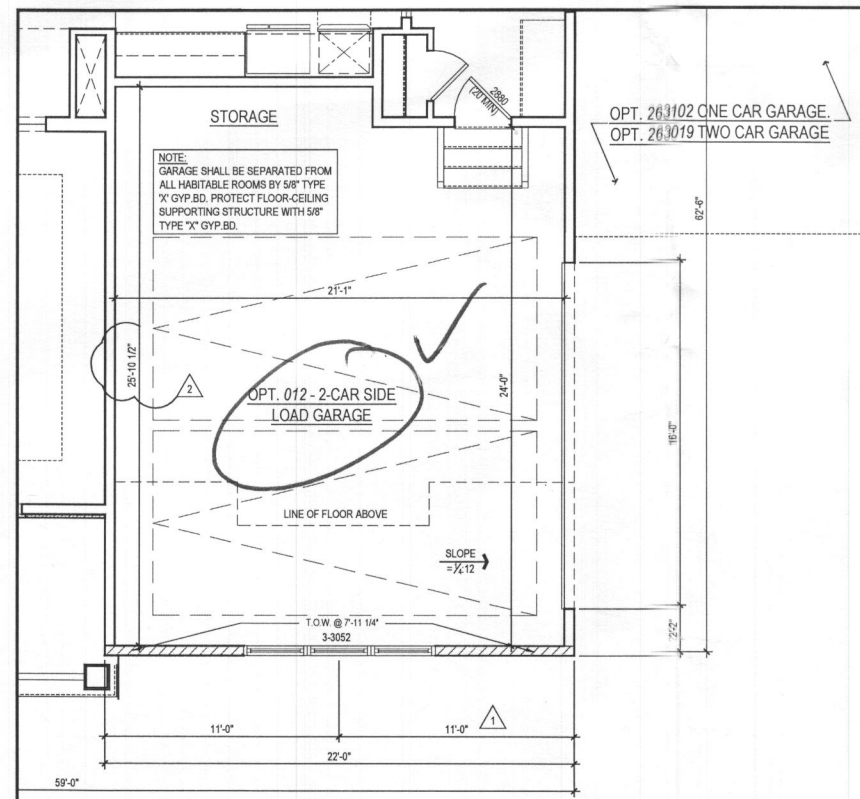 2880
(20 MIN)
OPT. 263102 ONE CAR GARAGE.
OPT. 263019 TWO CAR GARAGE
STORAGE
NOTE:
GARAGE SHALL BE SEPARATED FROM
ALL HABITABLE ROOMS BY 5/8" TYPE
'X' GYP.BD. PROTECT FLOOR-CEILING
SUPPORTING STRUCTURE WITH 5/8"
TYPE "X" GYP.BD.
62'-6"
21'-1"
25'-10 1/2"
2
24'-0"
OPT. 012 - 2-CAR SIDE
LOAD GARAGE
16'-0"
LINE OF FLOOR ABOVE
SLOPE
=¼:12
T.O.W. @ 7'-11 1/4"
3-3052
2'-2"
11'-0"
11'-0"
1
22'-0"
59'-0"